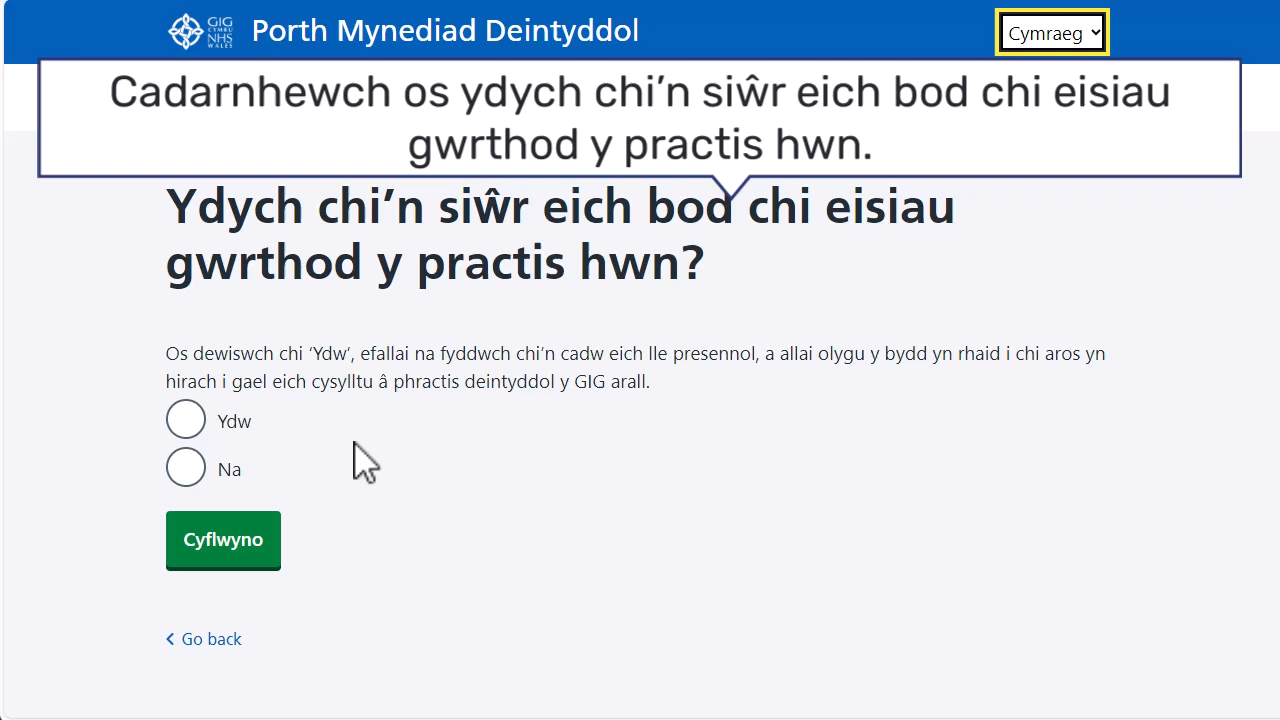 GIG
CYMRU
NHS
WALES
Porth Mynediad Deintyddol
Cymraeg
Cadarnhewch os ydych chi’n siŵr eich bod chi eisiau
gwrthod y practis hwn.
Ydych chi’n siŵr eich bod chi eisiau
gwrthod y practis hwn?
Os dewiswch chi ‘Ydw’, efallai na fyddwch chi’n cadw eich lle presennol, a allai olygu y bydd yn rhaid i chi aros yn
hirach i gael eich cysylltu â phractis deintyddol y GIG arall.
Ydw
Na
Cyflwyno
Go back